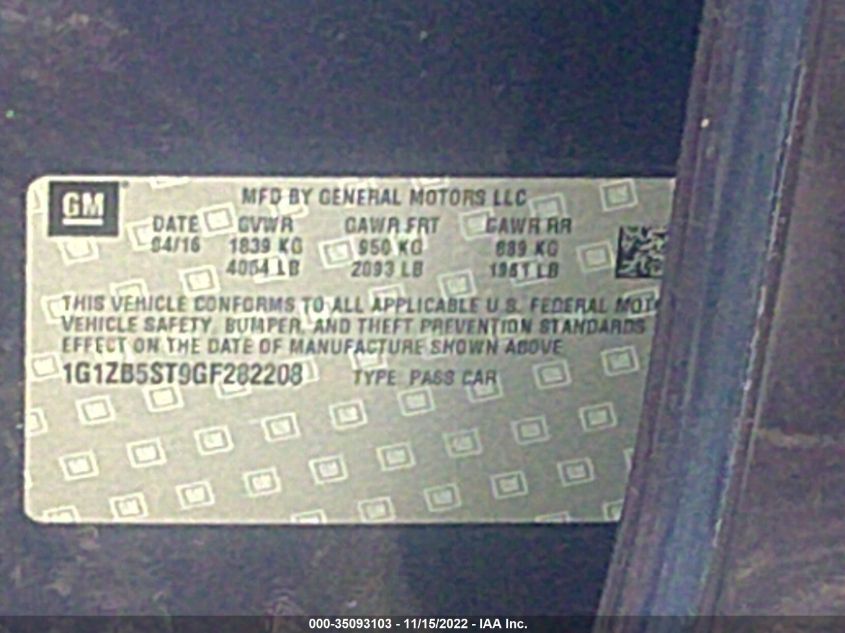 GM
MFD BY GENERAL MOTORS LLC
DATE GVWR GAWR FRT GAWR RR
04/16 1839 KG 950 KG 889 KG
4054 LB 2093 LB 1961 LB
THIS VEHICLE CONFORMS TO ALL APPLICABLE U.S. FEDERAL
VEHICLE SAFETY, BUMPER, AND THEFT PREVENTION STANDARDS
EFFECT ON THE DATE OF MANUFACTURE SHOWN ABOVE
1G1ZB5ST9GF282208 TYPE PASS CAR
000-35093103 - 11/15/2022 - IAA Inc.